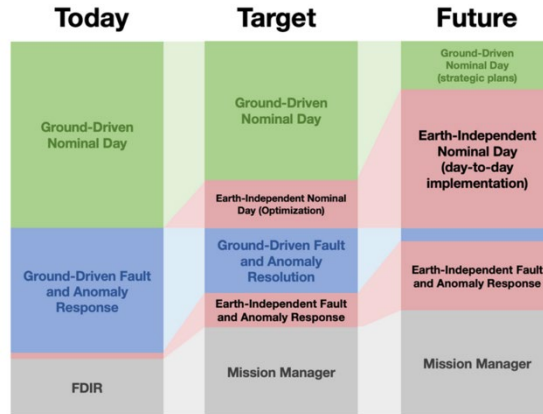 Today
Ground-Driven
Nominal Day
Ground-Driven Fault
and Anomaly
Response
FDIR
Target
Ground-Driven
Nominal Day
Earth-Independent Nominal
Day (Optimization)
Ground-Driven Fault
and Anomaly
Resolution
Earth-Independent Fault
and Anomaly Response
Mission Manager
Future
Ground-Driven
Nominal Day
(strategic plans)
Earth-Independent
Nominal Day
(day-to-day
implementation)
Earth-Independent Fault
and Anomaly Response
Mission Manager